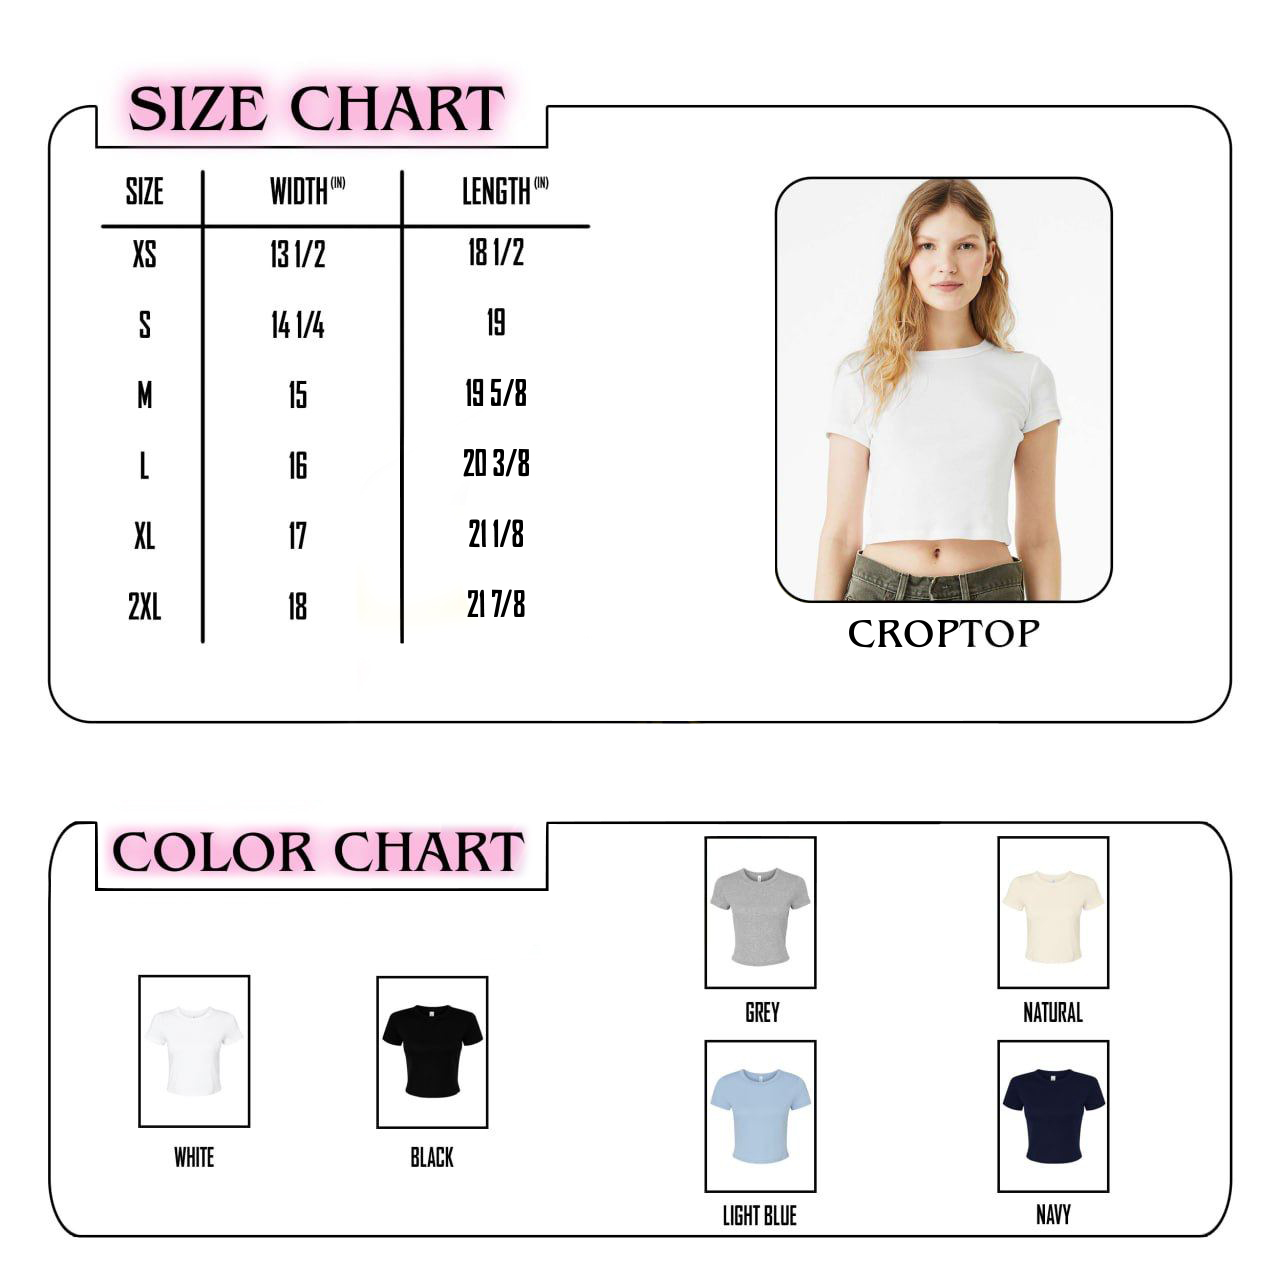 SIZE CHART
SIZE WIDTH (IN) LENGTH (IN)
XS 13 1/2 18 1/2
S 14 1/4 19
M 15 19 5/8
L 16 20 3/8
XL 17 21 1/8
2XL 18 21 7/8
CROPTOP
COLOR CHART
WHITE
BLACK
GREY
NATURAL
LIGHT BLUE
NAVY